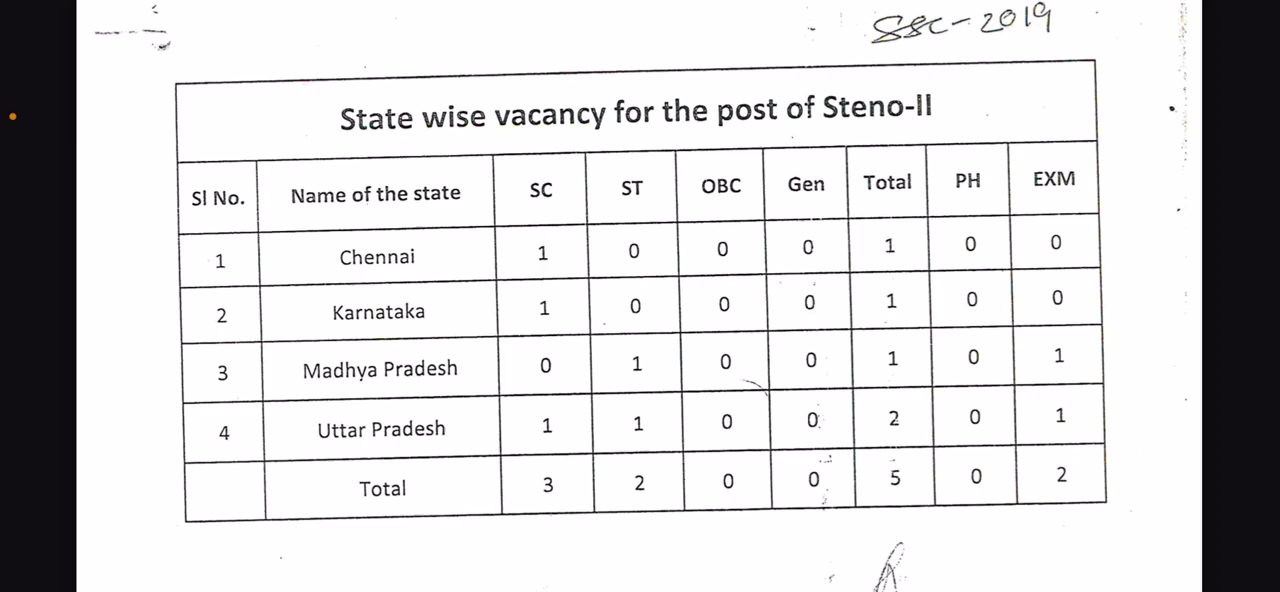 SSC-2019
State wise vacancy for the post of Steno-II
Sl No. Name of the state SC ST OBC Gen Total PH EXM
1 Chennai 1 0 0 0 1 0 0
2 Karnataka 1 0 0 0 1 0 0
3 Madhya Pradesh 0 1 0 0 1 0 1
4 Uttar Pradesh 1 1 0 0 2 0 1
Total 3 2 0 0 5 0 2